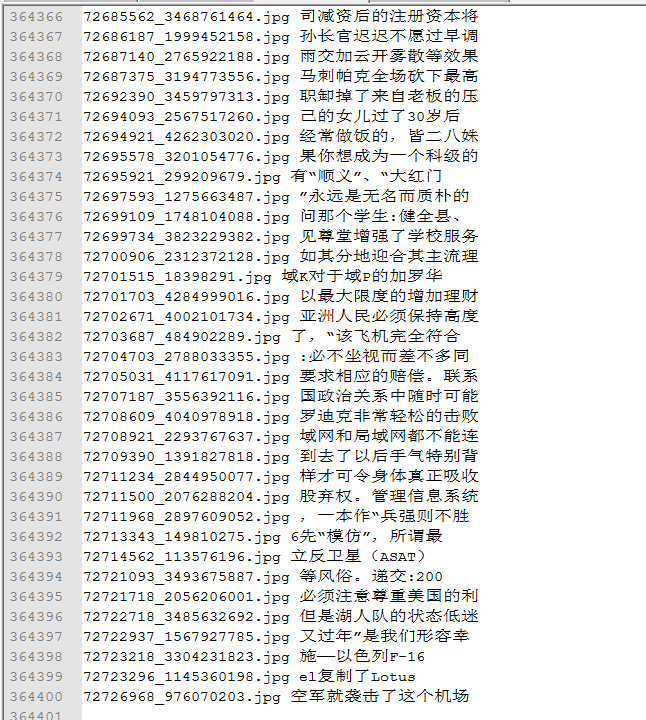 364366 72685562_3468761464.jpg 司减资后的注册资本将
364367 72686187_1999452158.jpg 孙长官迟迟不愿过早调
364368 72687140_2765922188.jpg 雨交加云开雾散等效果
364369 72687375_3194773556.jpg 马刺帕克全场砍下最高
364370 72692390_3459797313.jpg 职卸掉了来自老板的压
364371 72694093_2567517260.jpg 己的女儿过了30岁后
364372 72694921_4262303020.jpg 经常做饭的，皆二八姝
364373 72695578_3201054776.jpg 果你想成为一个科级的
364374 72695921_299209679.jpg 有“顺义”、“大红门
364375 72697593_1275663487.jpg ”永远是无名而质朴的
364376 72699109_1748104088.jpg 问那个学生:健全县、
364377 72699734_3823229382.jpg 见尊堂增强了学校服务
364378 72700906_2312372128.jpg 如其分地迎合其主流理
364379 72701515_18398291.jpg 域K对于域P的加罗华
364380 72701703_4284999016.jpg 以最大限度的增加理财
364381 72702671_4002101734.jpg 亚洲人民必须保持高度
364382 72703687_484902289.jpg 了，“该飞机完全符合
364383 72704703_2788033355.jpg :必不坐视而差不多同
364384 72705031_4117617091.jpg 要求相应的赔偿。联系
364385 72707187_3556392116.jpg 国政治关系中随时可能
364386 72708609_4040978918.jpg 罗迪克非常轻松的击败
364387 72708921_2293767637.jpg 域网和局域网都不能连
364388 72709390_1391827818.jpg 到去了以后手气特别背
364389 72711234_2844950077.jpg 样才可令身体真正吸收
364390 72711500_2076288204.jpg 股弃权。管理信息系统
364391 72711968_2897609052.jpg ，一本作“兵强则不胜
364392 72713343_149810275.jpg 6先“模仿”，所谓最
364393 72714562_113576196.jpg 立反卫星（ASAT）
364394 72721093_3493675887.jpg 等风俗。递交:200
364395 72721718_2056206001.jpg 必须注意尊重美国的利
364396 72722718_3485632692.jpg 但是湖人队的状态低迷
364397 72722937_1567927785.jpg 又过年”是我们形容幸
364398 72723218_3304231823.jpg 施——以色列F-16
364399 72723296_1145360198.jpg el复制了Lotus
364400 72726968_976070203.jpg 空军就袭击了这个机场
364401